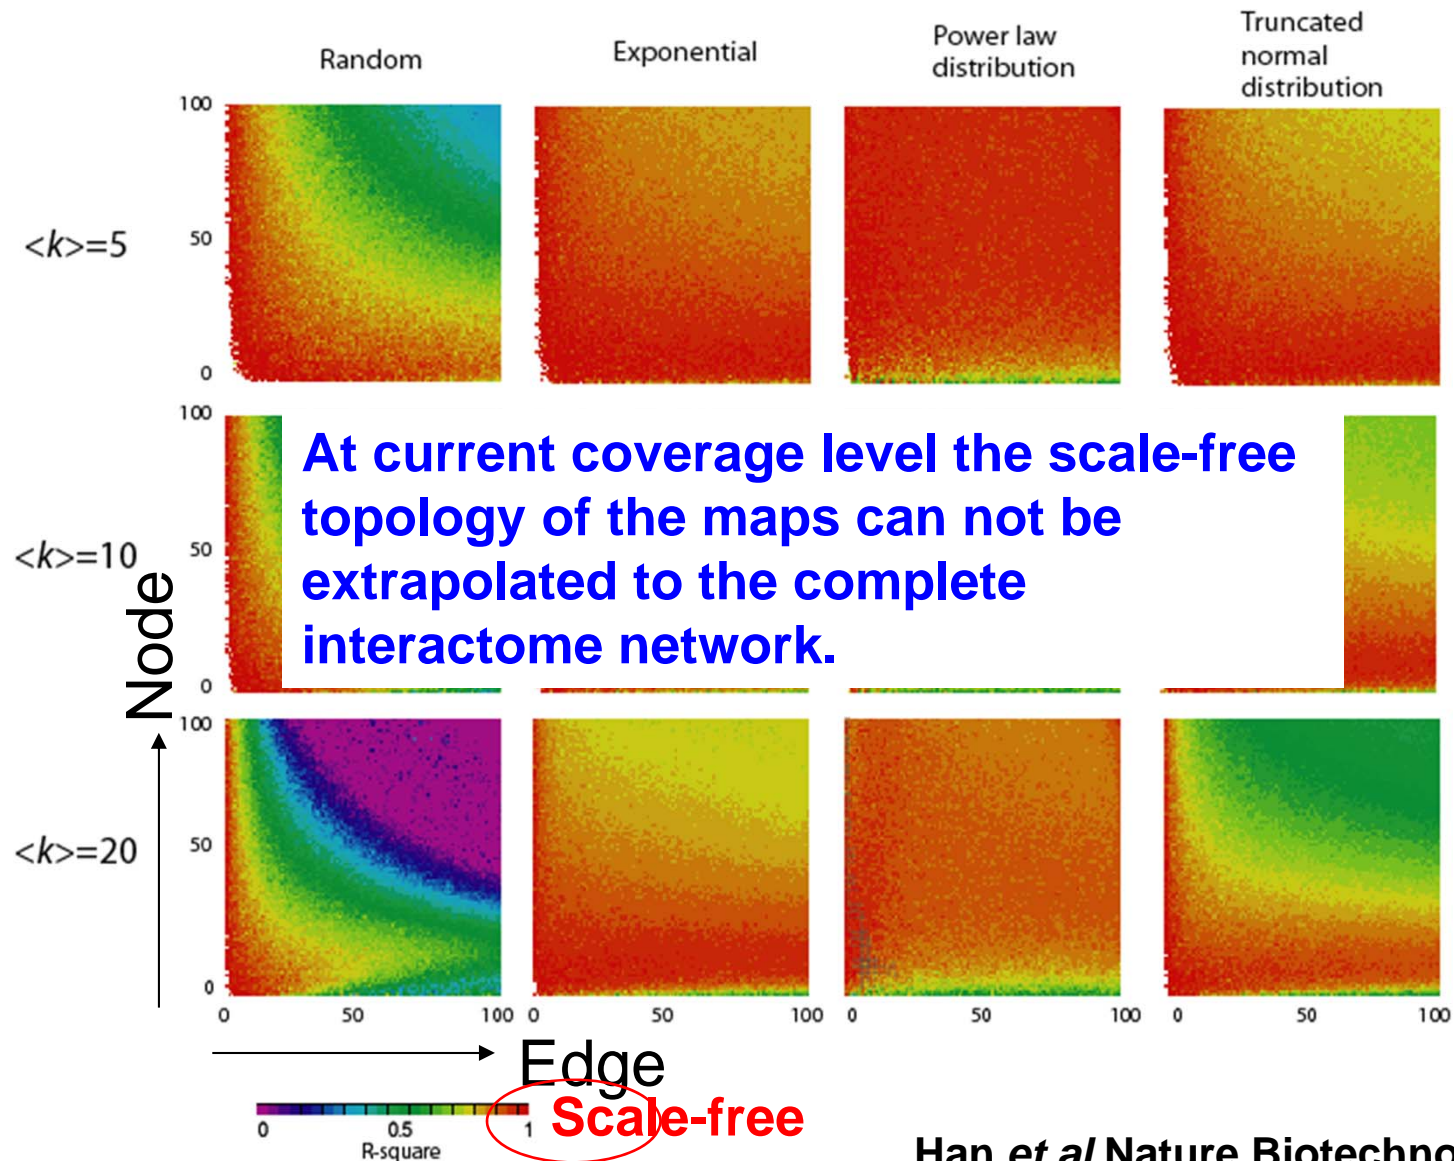 Random
Exponential
Power law
distribution
Truncated
normal
distribution
<k>=5
100
50
0
<k>=10
100
50
0
At current coverage level the scale-free
topology of the maps can not be
extrapolated to the complete
interactome network.
Node
<k>=20
100
50
0
0 50 100 0 50 100 0 50 100 0 50 100
Edge
Scale-free
0 0.5 1
R-square
Han et al Nature Biotechno